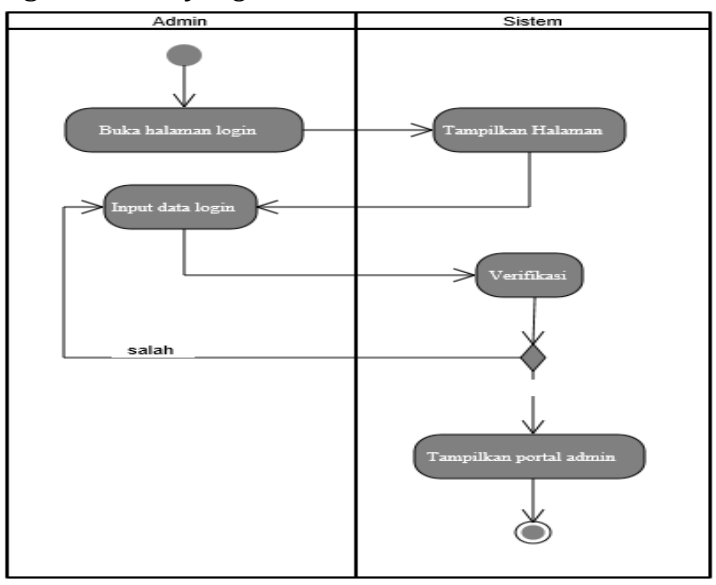 Admin
Sistem
Buka halaman login
Tampilkan Halaman
Input data login
Verifikasi
salah
Tampilkan portal admin